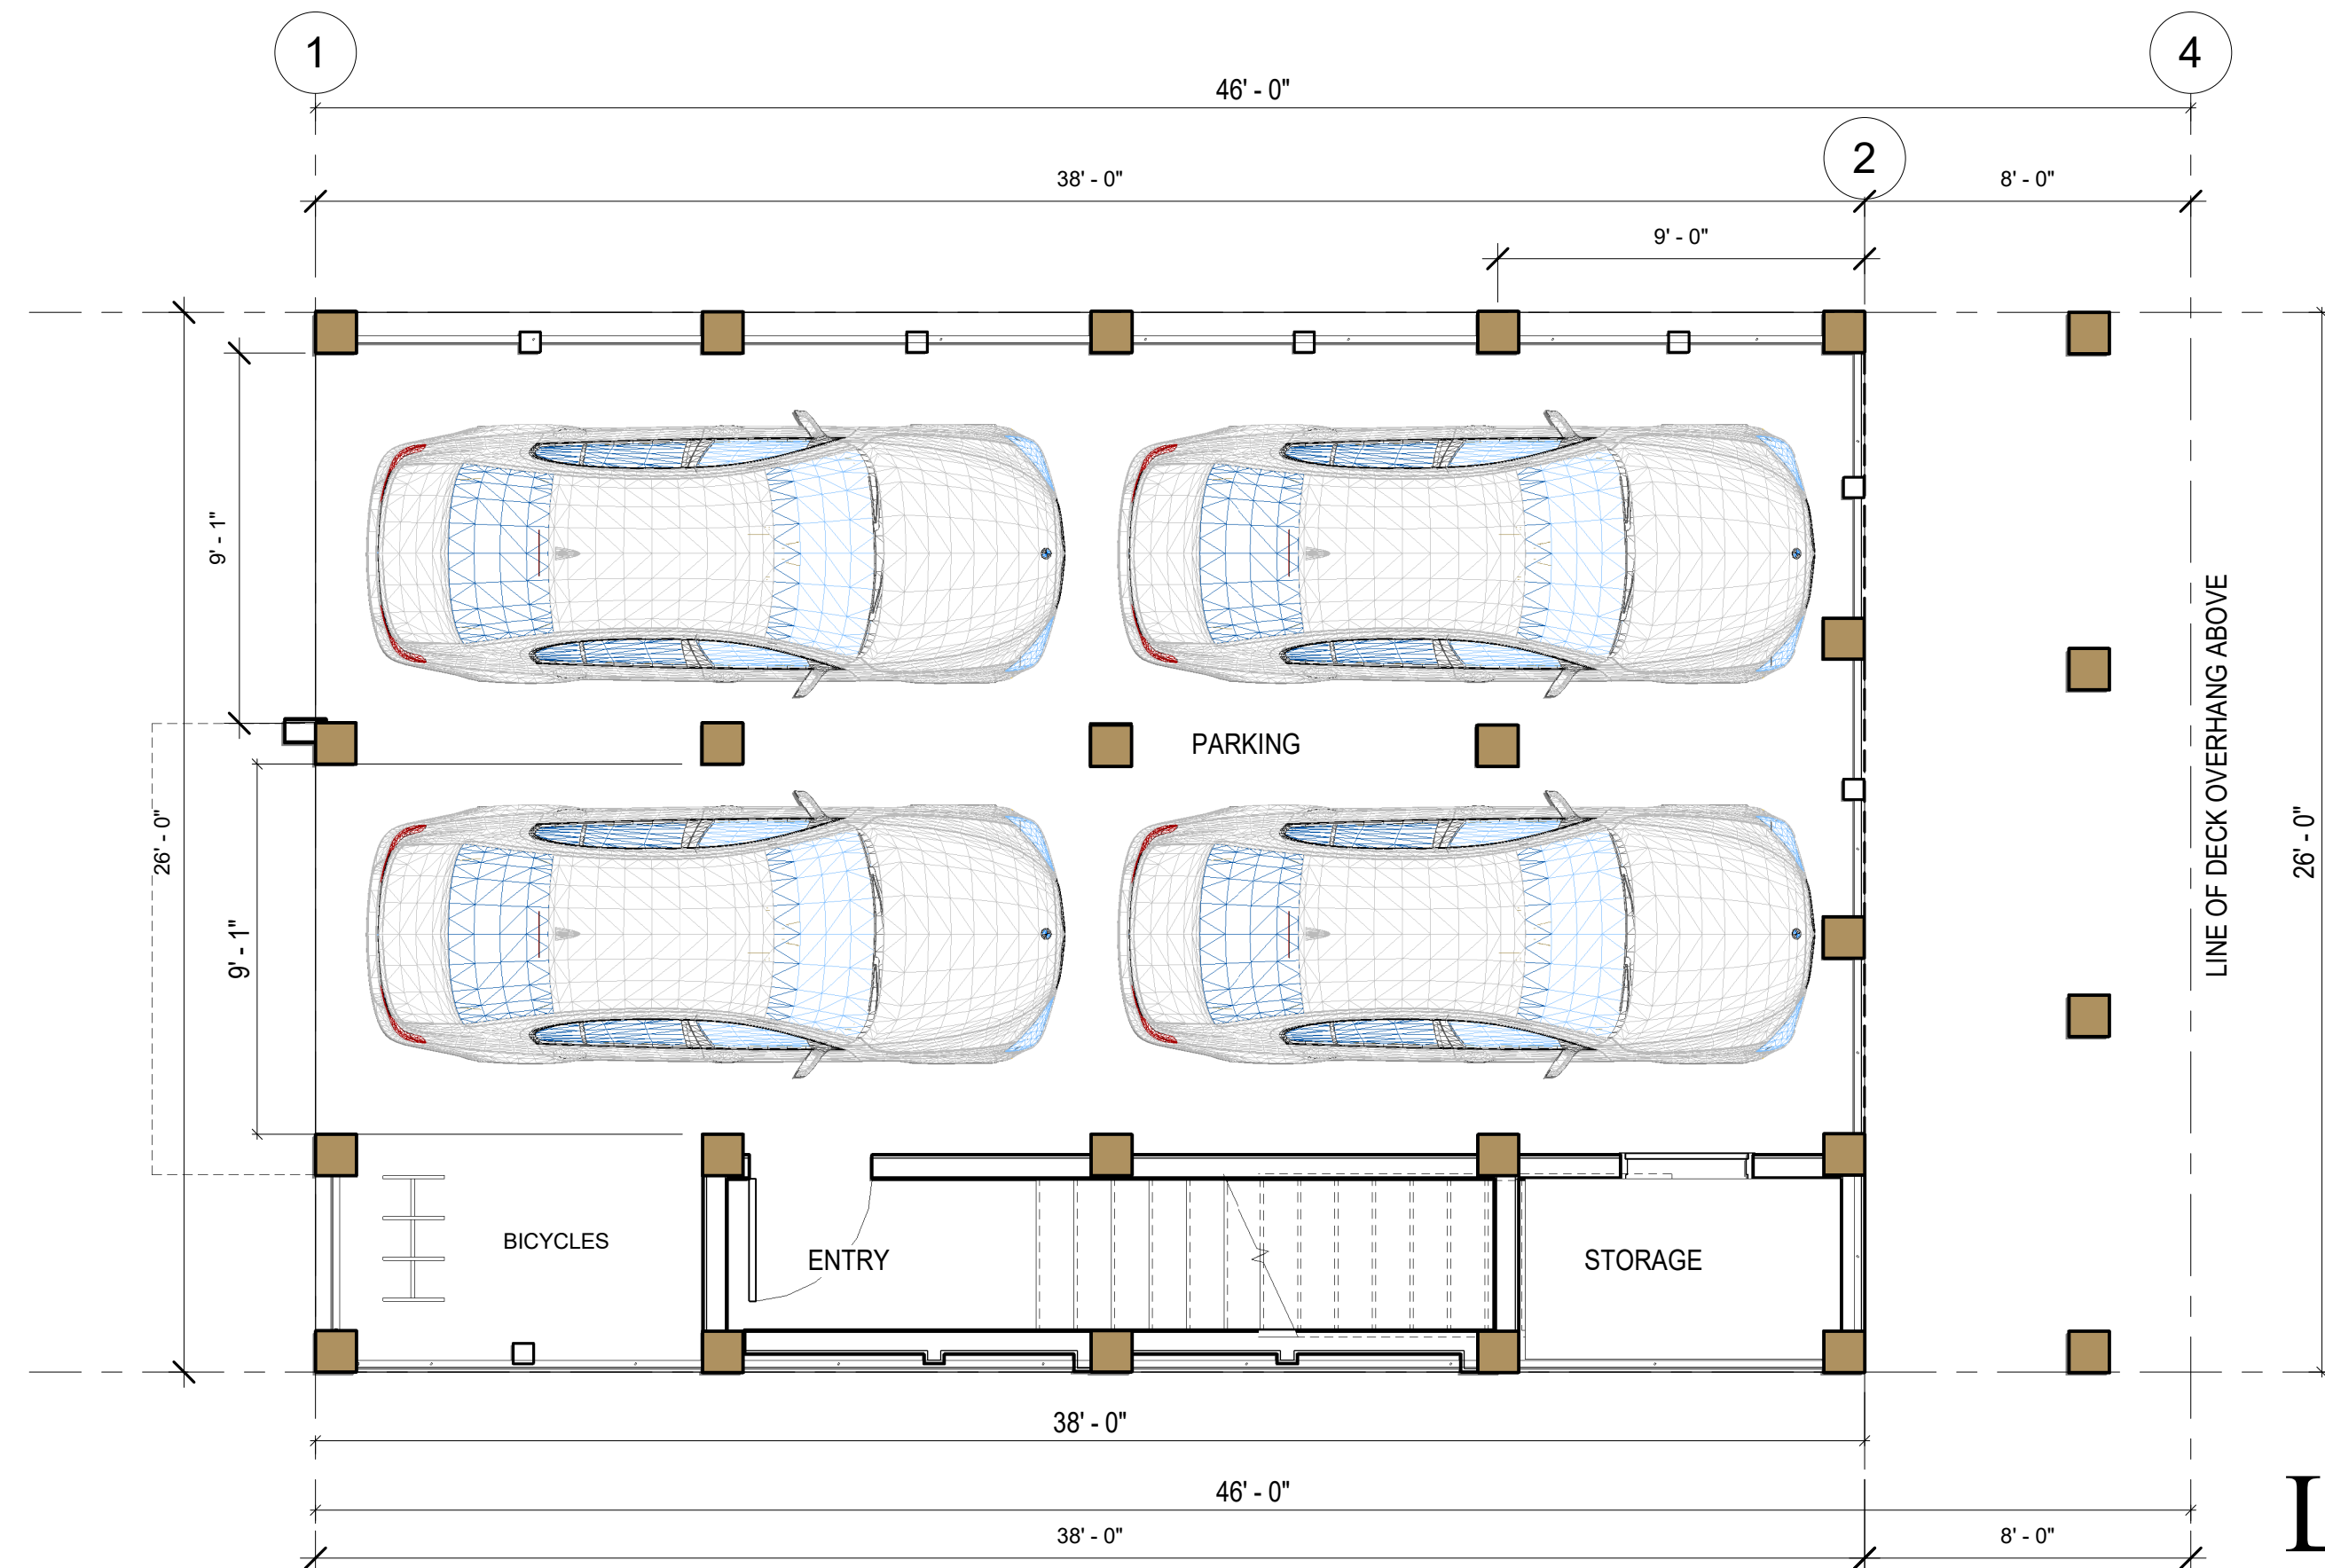 1
4
46' - 0"
2
38' - 0"
8' - 0"
9' - 0"
9' - 1"
LINE OF DECK OVERHANG ABOVE
PARKING
26' - 0"
26' - 0"
9' - 1"
BICYCLES
ENTRY
STORAGE
38' - 0"
46' - 0"
38' - 0"
8' - 0"